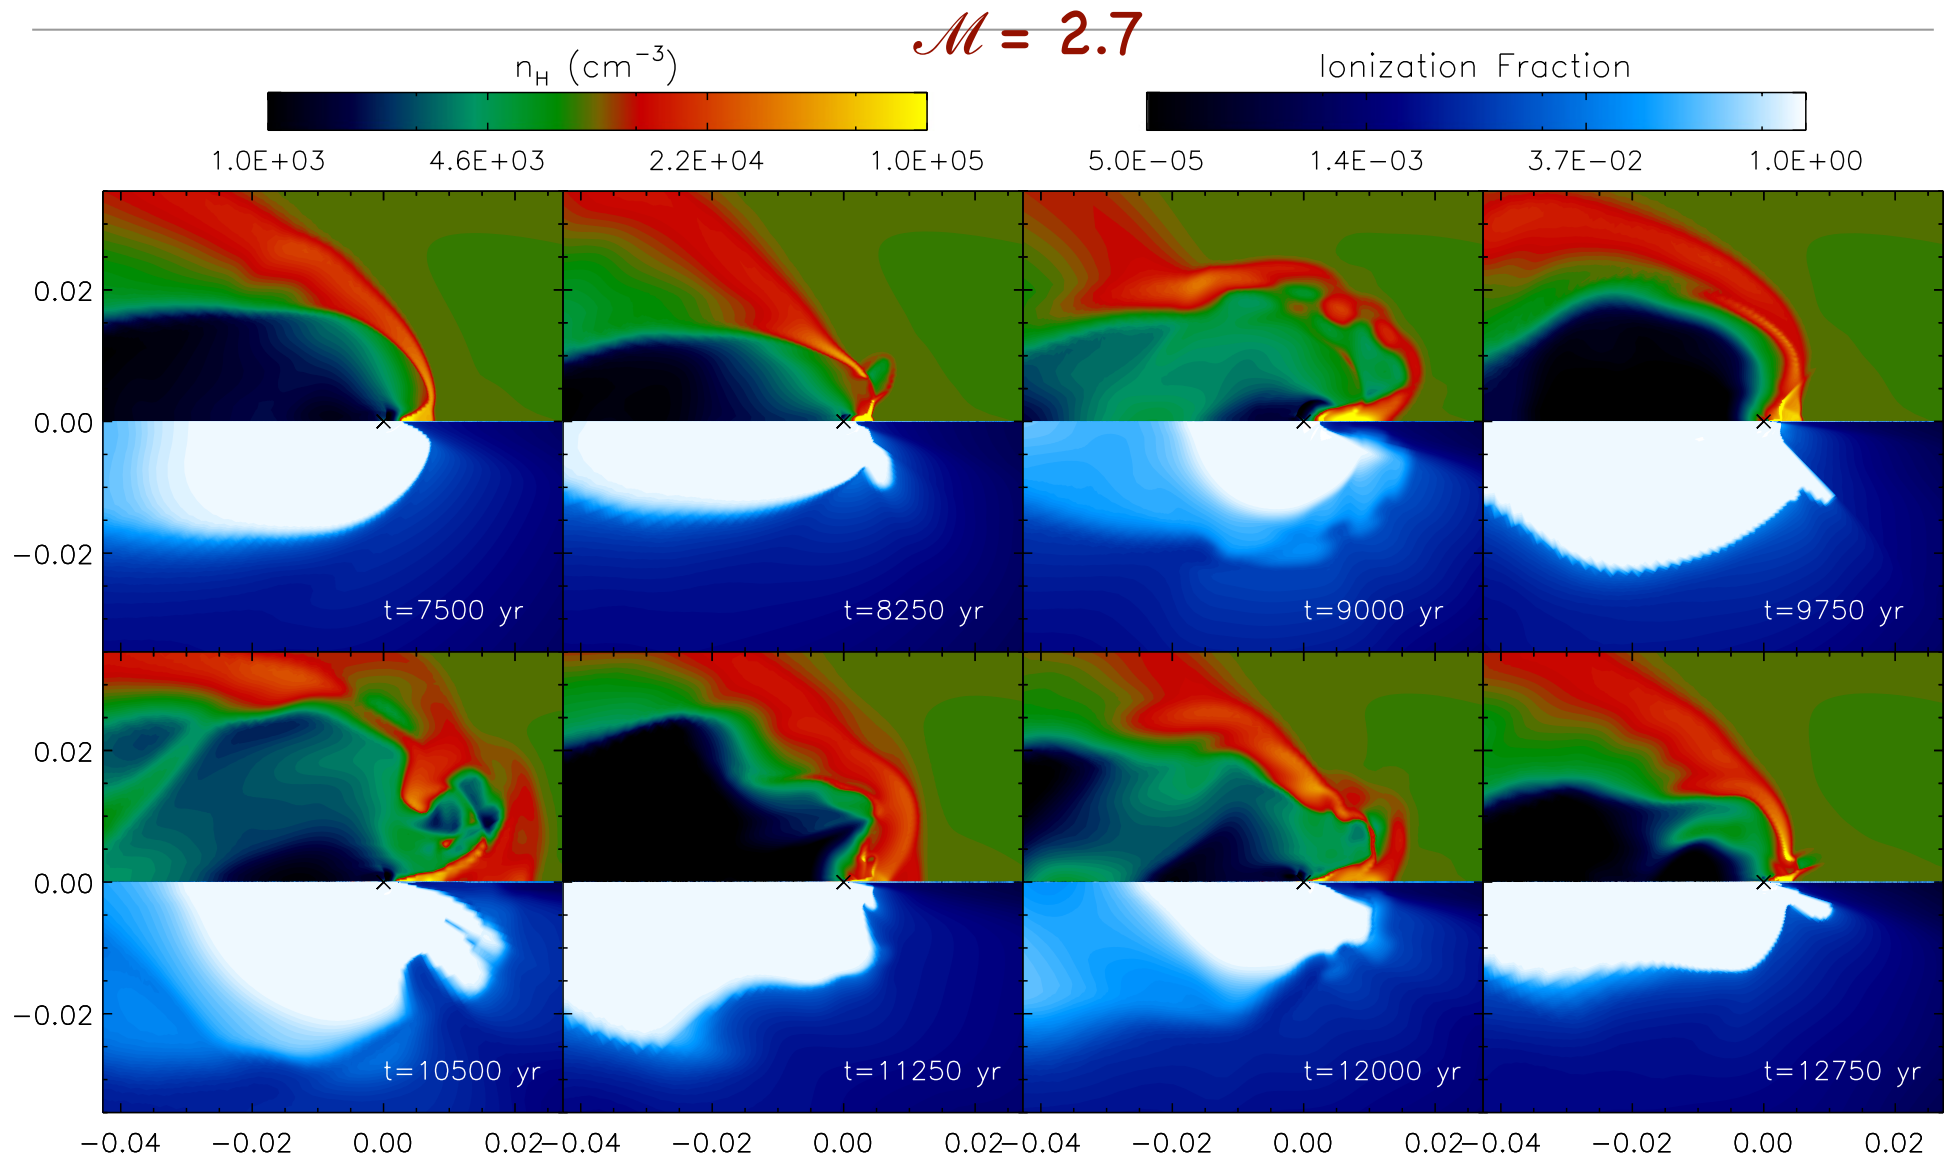 ℳ = 2.7
n_H (cm⁻³) Ionization Fraction
1.0E+03 4.6E+03 2.2E+04 1.0E+05 5.0E−05 1.4E−03 3.7E−02 1.0E+00
0.02
0.00
−0.02
t=7500 yr t=8250 yr t=9000 yr t=9750 yr
0.02
0.00
−0.02
t=10500 yr t=11250 yr t=12000 yr t=12750 yr
−0.04 −0.02 0.00 0.02 −0.04 −0.02 0.00 0.02 −0.04 −0.02 0.00 0.02 −0.04 −0.02 0.00 0.02